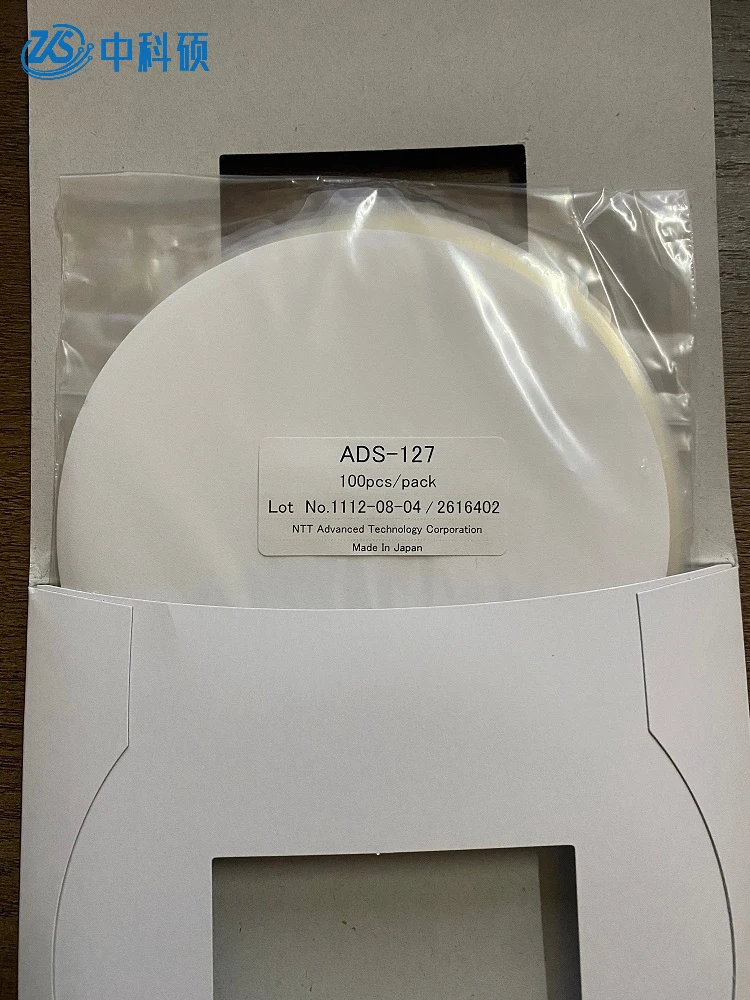 ZKS 中科硕
ADS-127
100pcs/pack
Lot No.1112-08-04 / 2616402
NTT Advanced Technology Corporation
Made In Japan